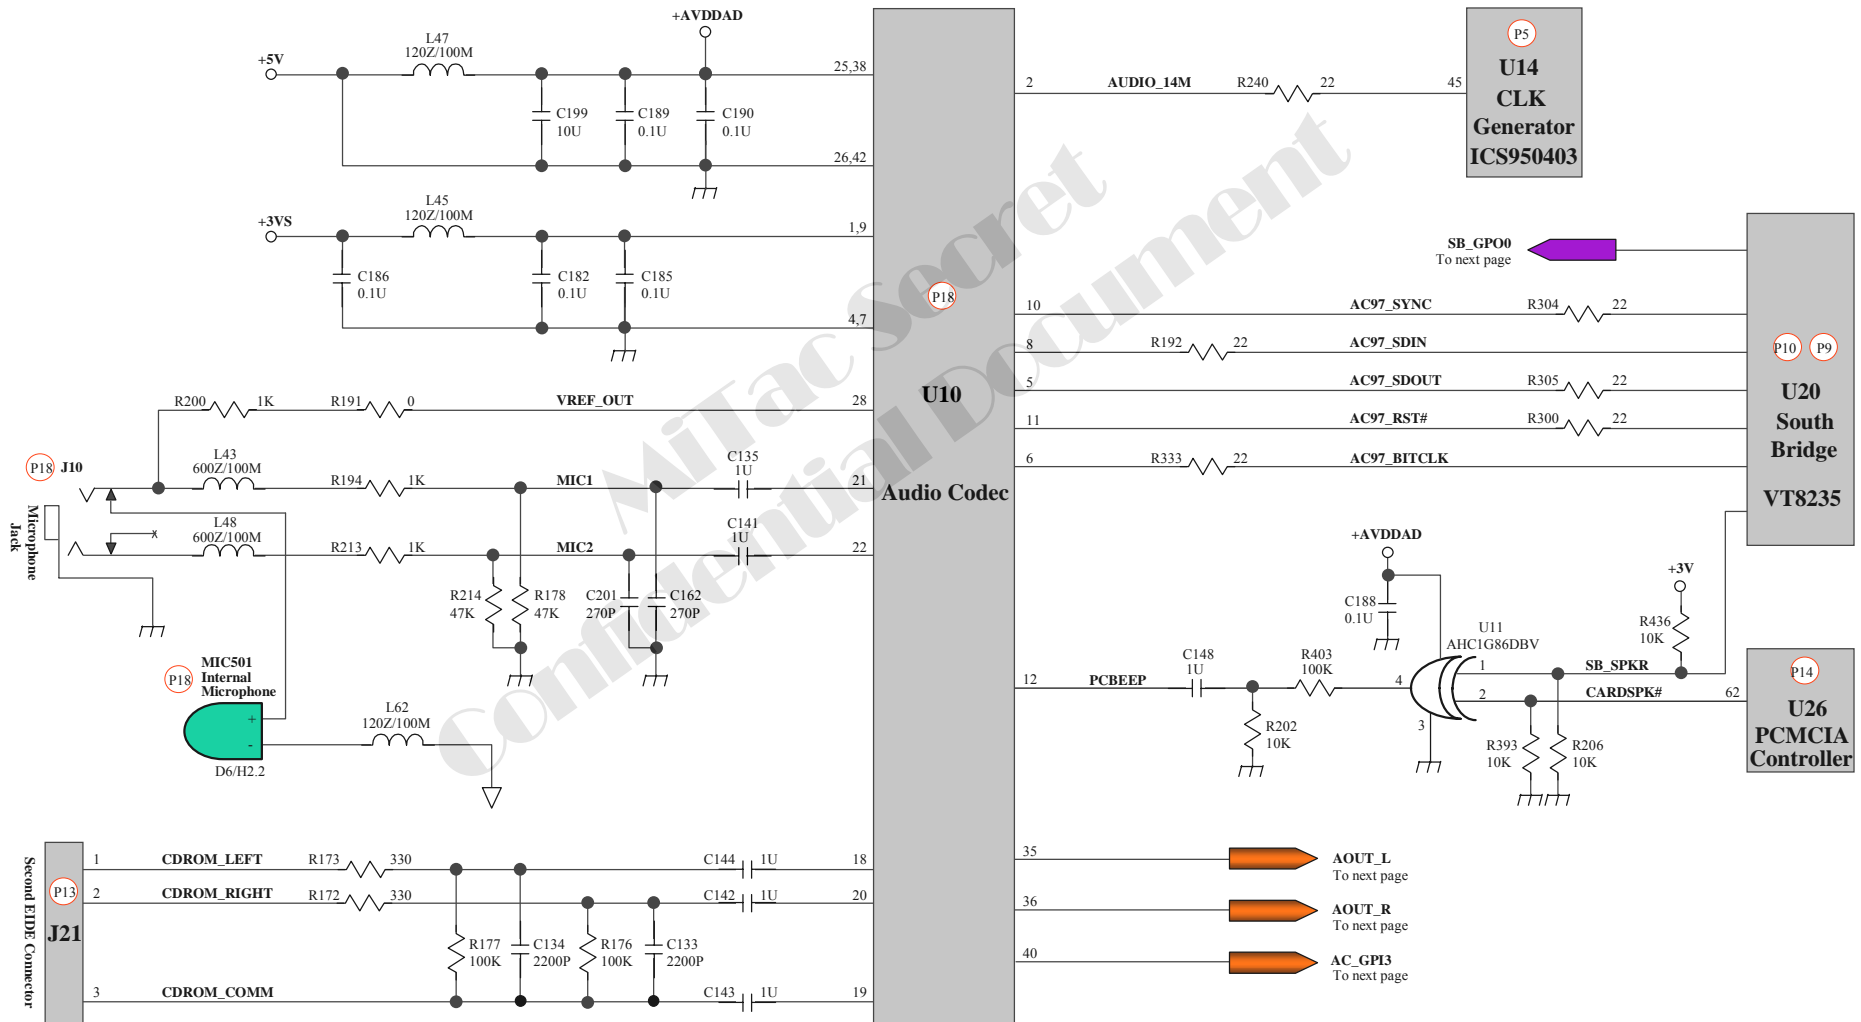 +5V
L47
120Z/100M
+AVDDAD
25,38
C199
10U
C189
0.1U
C190
0.1U
26,42
+3VS
L45
120Z/100M
1,9
C186
0.1U
C182
0.1U
C185
0.1U
4,7
R200
1K
R191
0
VREF_OUT
28
P18
J10
L43
600Z/100M
R194
1K
MIC1
C135
1U
21
Microphone
Jack
L48
600Z/100M
R213
1K
MIC2
C141
1U
22
R214
47K
R178
47K
C201
270P
C162
270P
P18
MIC501
Internal
Microphone
+
-
D6/H2.2
L62
120Z/100M
Second EIDE Connector
P13
J21
1
CDROM_LEFT
R173
330
C144
1U
18
2
CDROM_RIGHT
R172
330
C142
1U
20
R177
100K
C134
2200P
R176
100K
C133
2200P
3
CDROM_COMM
C143
1U
19
P18
U10
Audio Codec
2
AUDIO_14M
R240
22
45
P5
U14
CLK
Generator
ICS950403
SB_GPO0
To next page
10
AC97_SYNC
R304
22
8
R192
22
AC97_SDIN
5
AC97_SDOUT
R305
22
11
AC97_RST#
R300
22
6
R333
22
AC97_BITCLK
P10
P9
U20
South
Bridge
VT8235
+AVDDAD
C188
0.1U
U11
AHC1G86DBV
+3V
R436
10K
12
PCBEEP
C148
1U
R403
100K
4
1
SB_SPKR
2
CARDSPK#
62
3
R202
10K
R393
10K
R206
10K
P14
U26
PCMCIA
Controller
35
AOUT_L
To next page
36
AOUT_R
To next page
40
AC_GPI3
To next page
MiTac Secret
Confidential Document